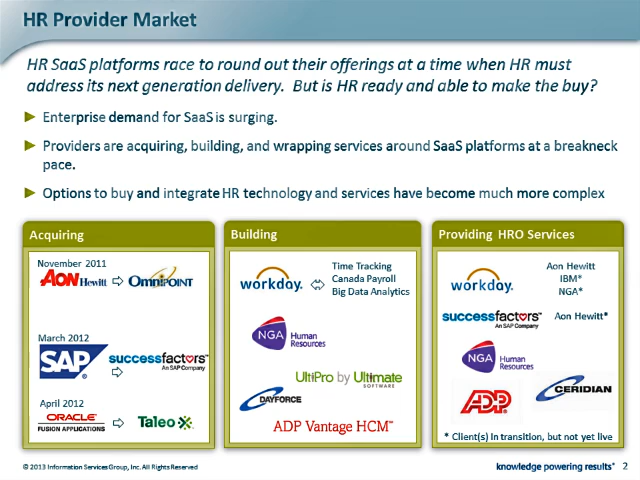 HR Provider Market
HR SaaS platforms race to round out their offerings at a time when HR must
address its next generation delivery. But is HR ready and able to make the buy?
► Enterprise demand for SaaS is surging.
► Providers are acquiring, building, and wrapping services around SaaS platforms at a breakneck
pace.
► Options to buy and integrate HR technology and services have become much more complex
Acquiring
November 2011
AON Hewitt
OmniPoint
March 2012
SAP
successfactors™
An SAP Company
April 2012
ORACLE
FUSION APPLICATIONS
Taleo
Building
workday.
Time Tracking
Canada Payroll
Big Data Analytics
NGA Human
Resources
UltiPro by Ultimate
SOFTWARE
DAYFORCE
ADP Vantage HCM™
Providing HRO Services
workday.
Aon Hewitt
IBM*
NGA*
successfactors™
An SAP Company
Aon Hewitt*
NGA Human
Resources
ADP
CERIDIAN
* Client(s) In transition, but not yet live
© 2013 Information Services Group, Inc. All Rights Reserved
knowledge powering results® 2